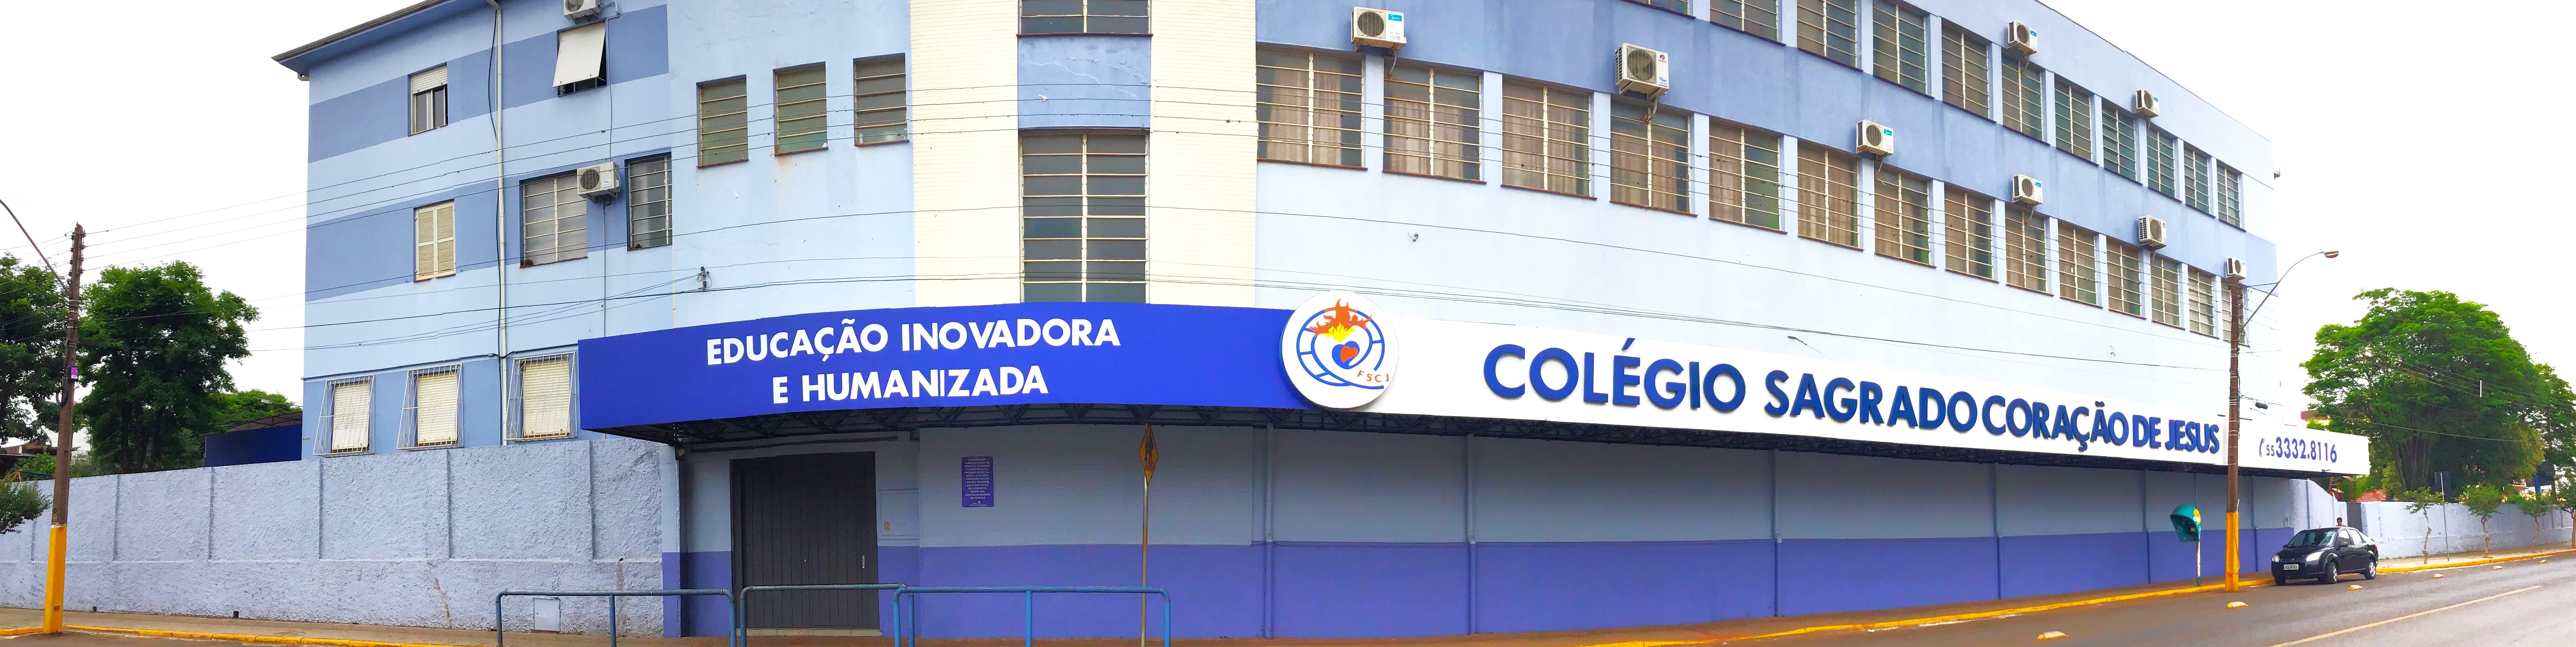 EDUCAÇÃO INOVADORA
E HUMANIZADA
FSCJ
COLÉGIO SAGRADO CORAÇÃO DE JESUS
55 3332.8116